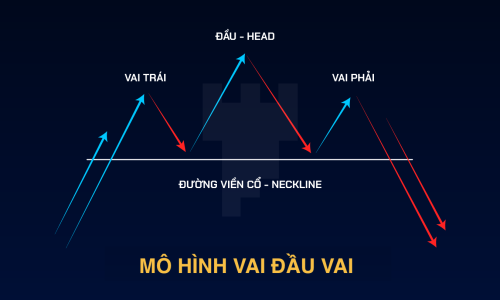 ĐẦU - HEAD
VAI TRÁI
VAI PHẢI
ĐƯỜNG VIỀN CỔ - NECKLINE
MÔ HÌNH VAI ĐẦU VAI